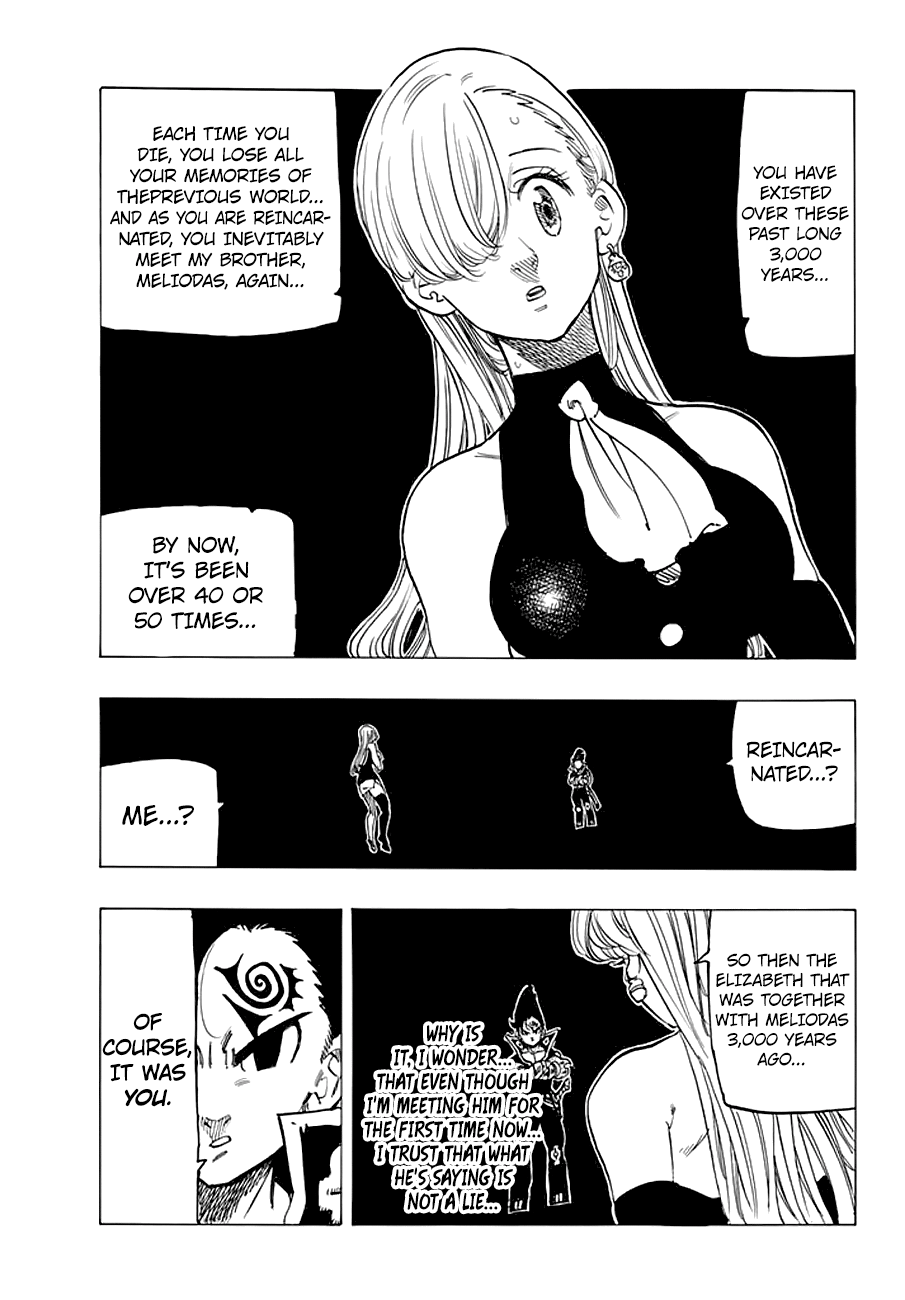 YOU HAVE
EXISTED
OVER THESE
PAST LONG
3,000
YEARS...
EACH TIME YOU
DIE, YOU LOSE ALL
YOUR MEMORIES OF
THEPREVIOUS WORLD...
AND AS YOU ARE REINCAR-
NATED, YOU INEVITABLY
MEET MY BROTHER,
MELIODAS, AGAIN...
BY NOW,
IT'S BEEN
OVER 40 OR
50 TIMES...
REINCAR-
NATED...?
ME...?
SO THEN THE
ELIZABETH THAT
WAS TOGETHER
WITH MELIODAS
3,000 YEARS
AGO...
WHY IS
IT, I WONDER...
THAT EVEN THOUGH
I'M MEETING HIM FOR
THE FIRST TIME NOW...
I TRUST THAT WHAT
HE'S SAYING IS
NOT A LIE...
OF
COURSE,
IT WAS
YOU.